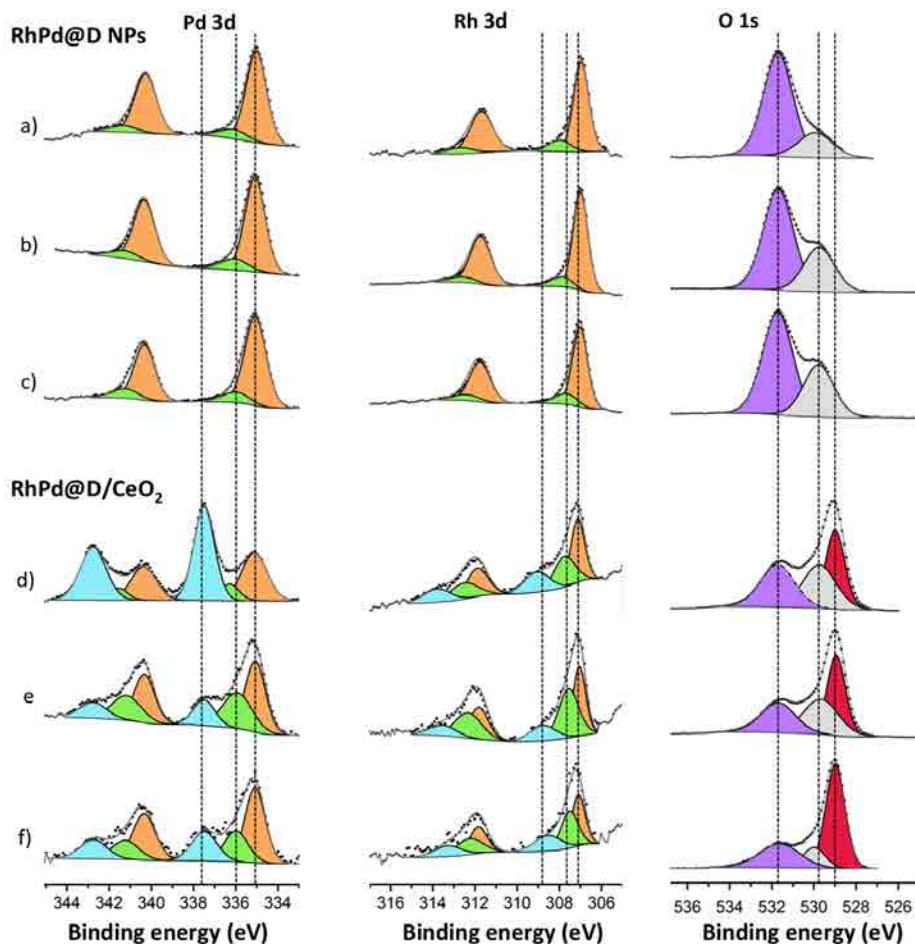 RhPd@D NPs
Pd 3d
Rh 3d
O 1s
a)
b)
c)
RhPd@D/CeO₂
d)
e
f)
344 342 340 338 336 334
316 314 312 310 308 306
536 534 532 530 528 526
Binding energy (eV)
Binding energy (eV)
Binding energy (eV)